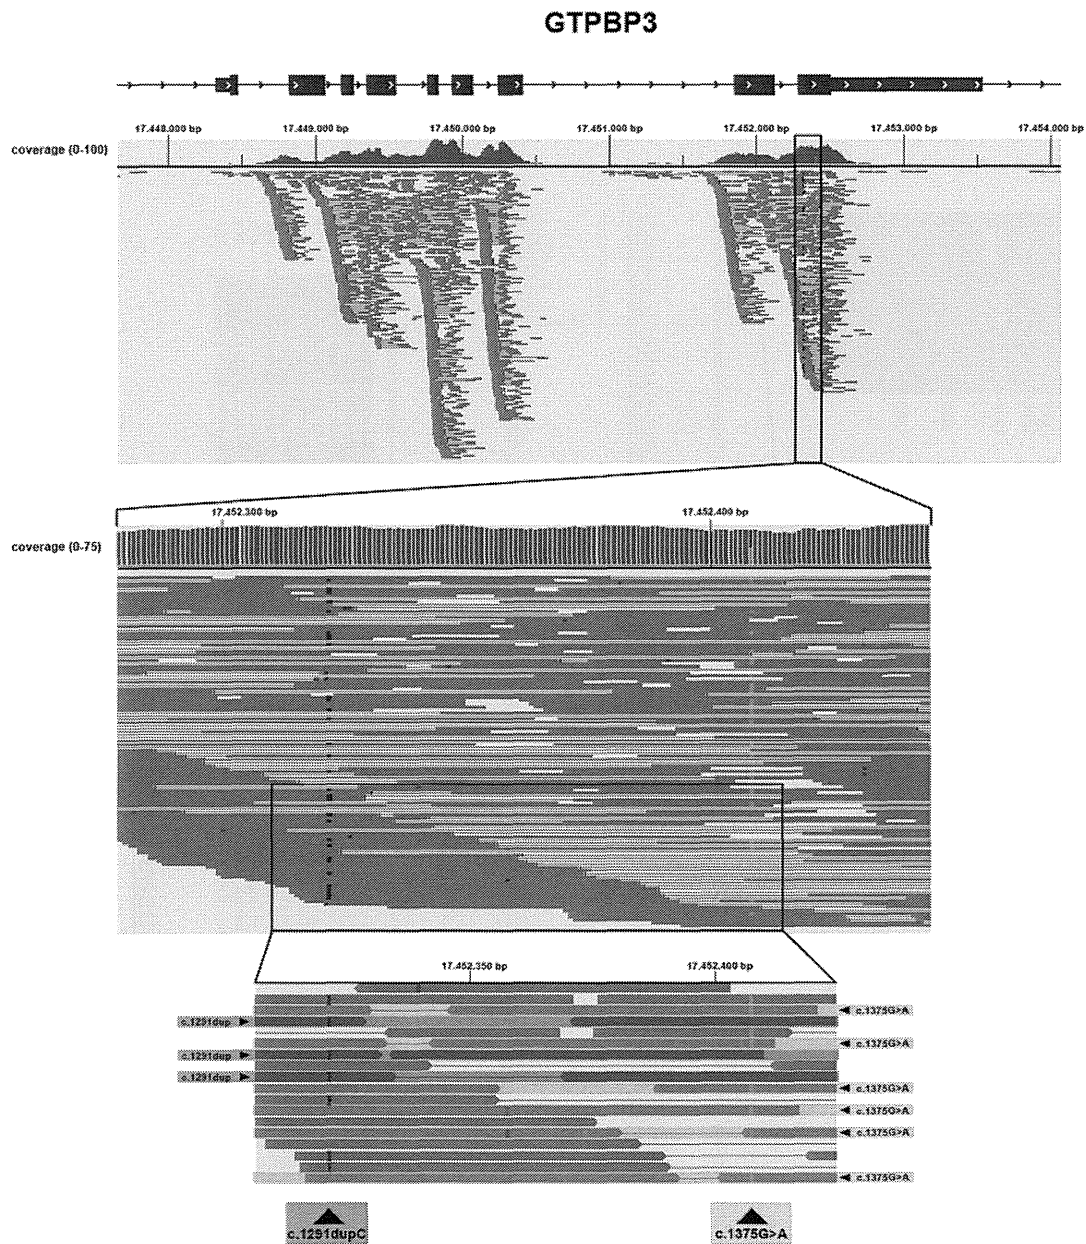 GTPBP3
17.448.000 bp 17.449.000 bp 17.450.000 bp 17.451.000 bp 17.452.000 bp 17.453.000 bp 17.454.000 bp
coverage (0-100)
17.452.300 bp 17.452.400 bp
coverage (0-75)
17.452.350 bp 17.452.400 bp
c.1375G>A
c.1291dup
c.1375G>A
c.1291dup
c.1291dup
c.1375G>A
c.1375G>A
c.1375G>A
c.1375G>A
c.1291dupC c.1375G>A